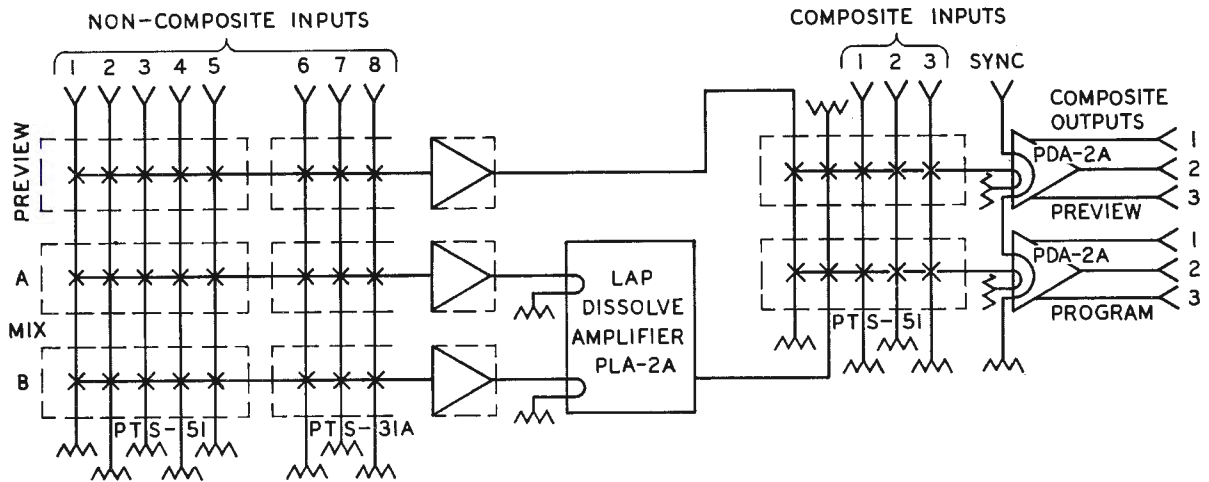 NON-COMPOSITE INPUTS
1 2 3 4 5 6 7 8
COMPOSITE INPUTS
1 2 3 SYNC
COMPOSITE
OUTPUTS
PREVIEW
PDA-2A
1
2
3
PREVIEW
A
MIX
B
LAP
DISSOLVE
AMPLIFIER
PLA-2A
PDA-2A
1
2
3
PROGRAM
PTS-51
PTS-51
PTS-31A